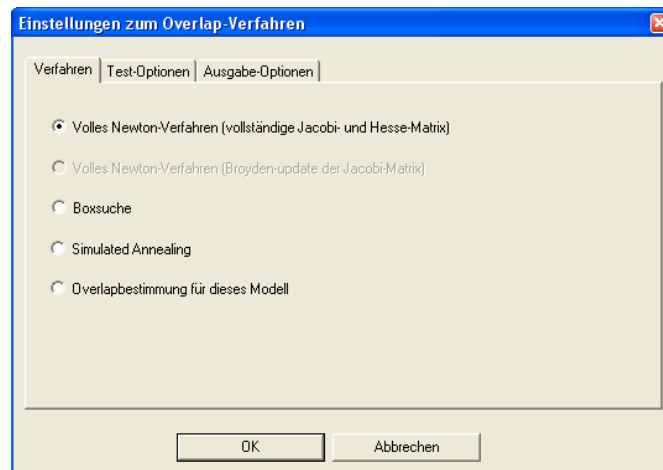 Einstellungen zum Overlap-Verfahren
Verfahren Test-Optionen Ausgabe-Optionen
Volles Newton-Verfahren (vollständige Jacobi- und Hesse-Matrix)
Volles Newton-Verfahren (Broyden-update der Jacobi-Matrix)
Boxsuche
Simulated Annealing
Overlapbestimmung für dieses Modell
OK Abbrechen